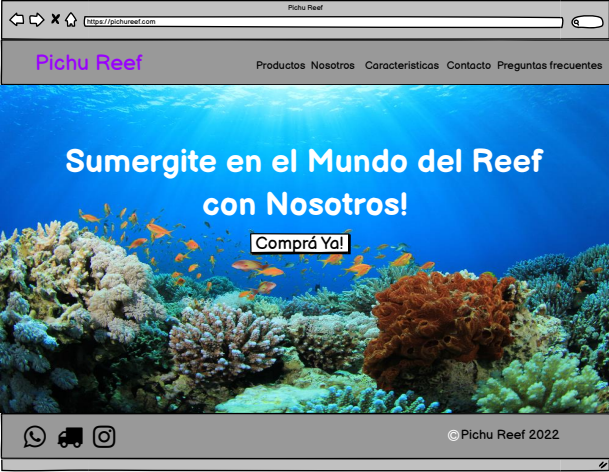 Pichu Reef
https://pichureef.com
Pichu Reef
Productos Nosotros Caracteristicas Contacto Preguntas frecuentes
Sumergite en el Mundo del Reef
con Nosotros!
Comprá Ya!
©Pichu Reef 2022